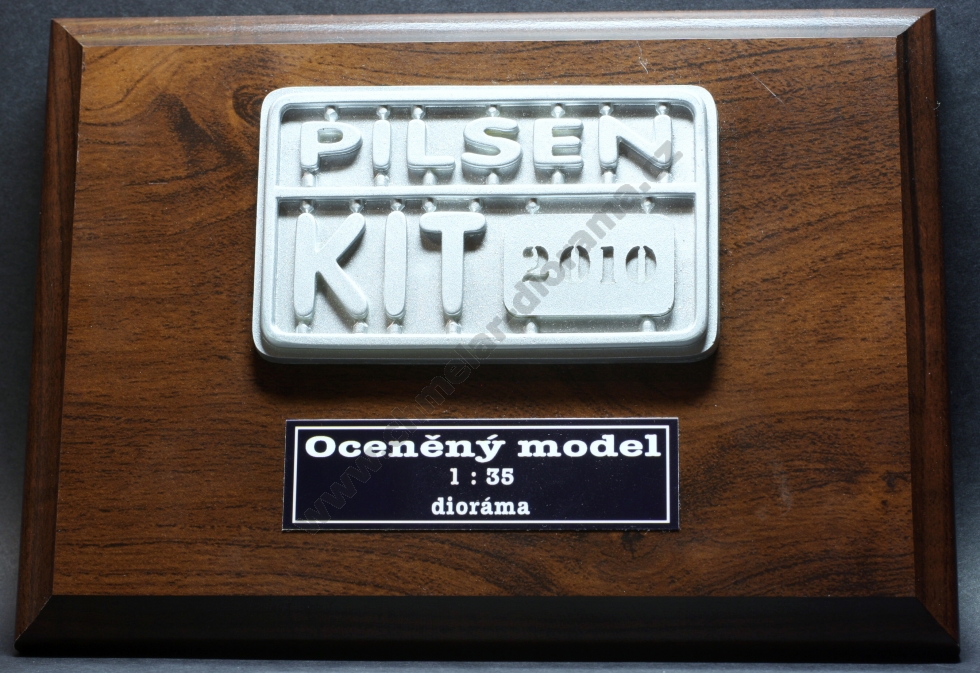 PILSEN
KIT 2010
Oceněný model
1 : 35
dioráma